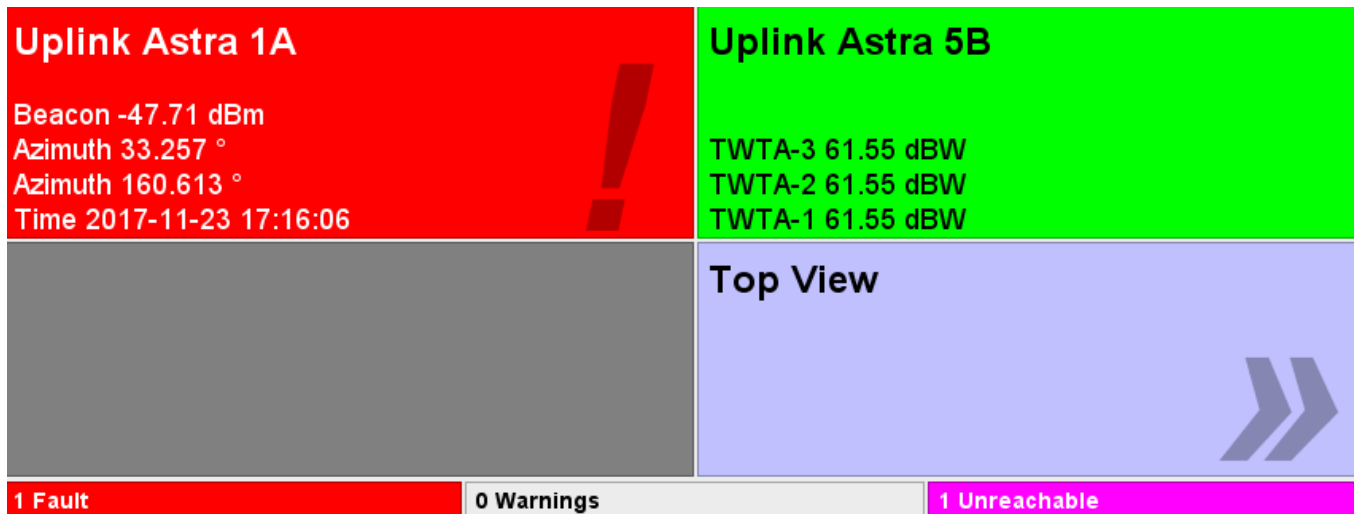 Uplink Astra 1A
Beacon -47.71 dBm
Azimuth 33.257 °
Azimuth 160.613 °
Time 2017-11-23 17:16:06
!
Uplink Astra 5B
TWTA-3 61.55 dBW
TWTA-2 61.55 dBW
TWTA-1 61.55 dBW
Top View
»
1 Fault
0 Warnings
1 Unreachable